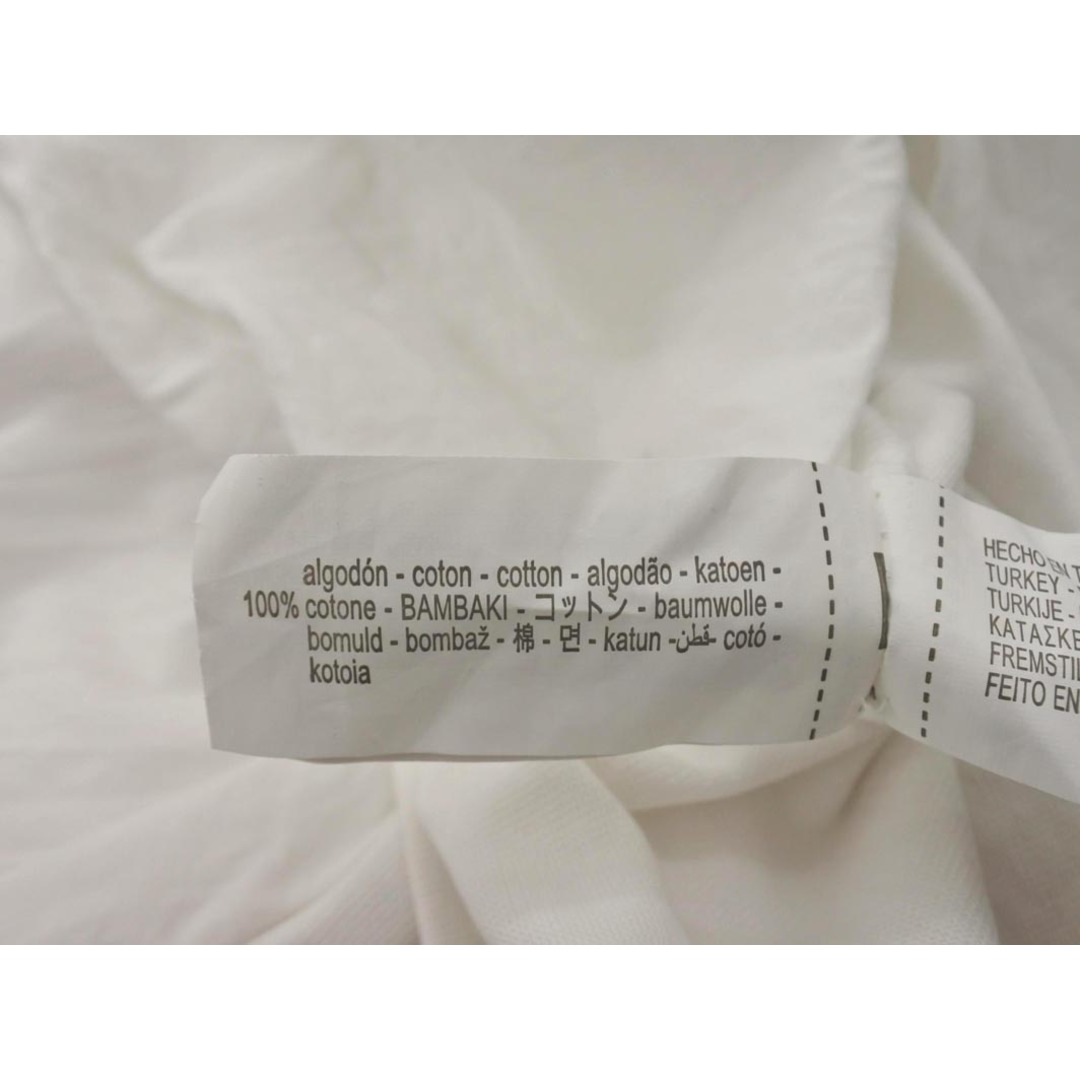 algodón - coton - cotton - algodão - katoen -
100% cotone - BAMBAKI - コットン - baumwolle -
bomuld - bombaž - 棉 - 면 - katun -قطن- cotó -
kotoia
HECHO EN
TURKEY -
TURKIJE -
FREMSTIL
FEITO EN